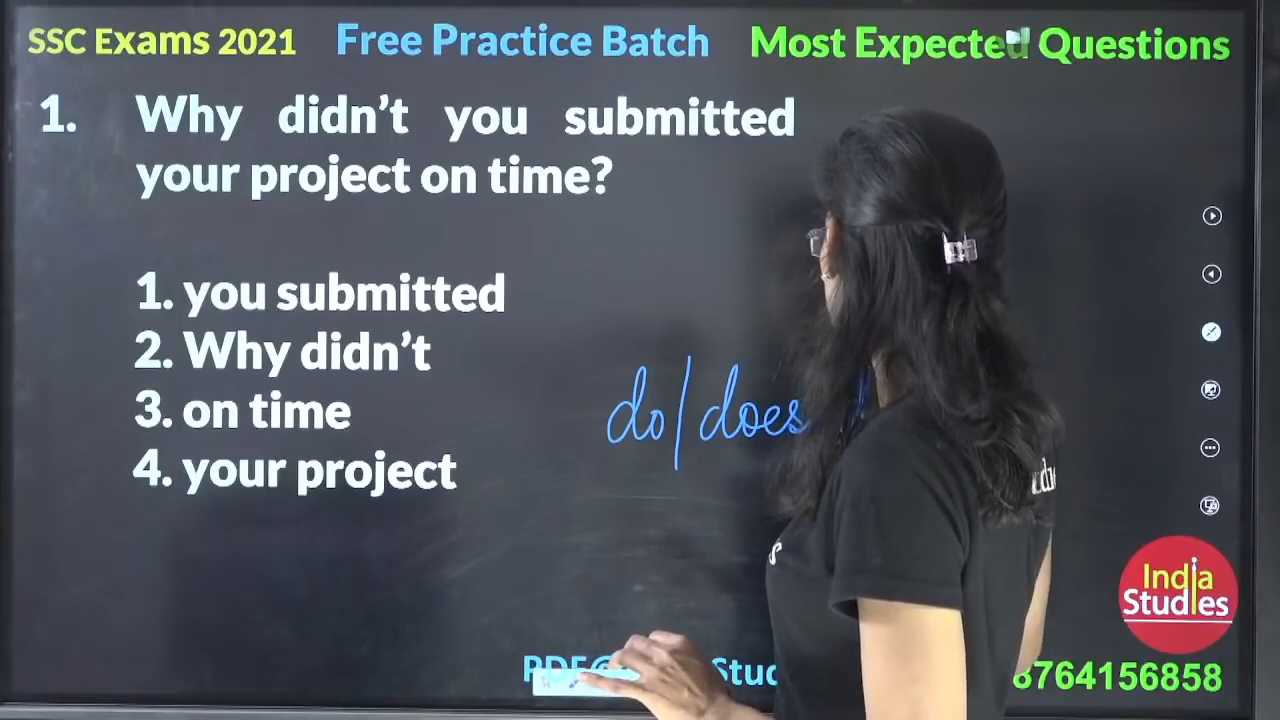 SSC Exams 2021 Free Practice Batch Most Expected Questions
1. Why didn't you submitted
your project on time?
1. you submitted
2. Why didn't
3. on time
4. your project
do/does
India
Studies
8764156858